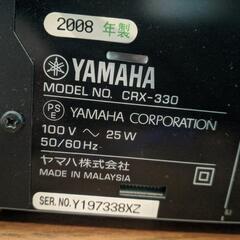 2008 年製
YAMAHA
MODEL NO. CRX-330
PS E YAMAHA CORPORATION
100 V ～ 25 W
50/60 Hz
ヤマハ株式会社
MADE IN MALAYSIA
SER. NO. Y197338XZ